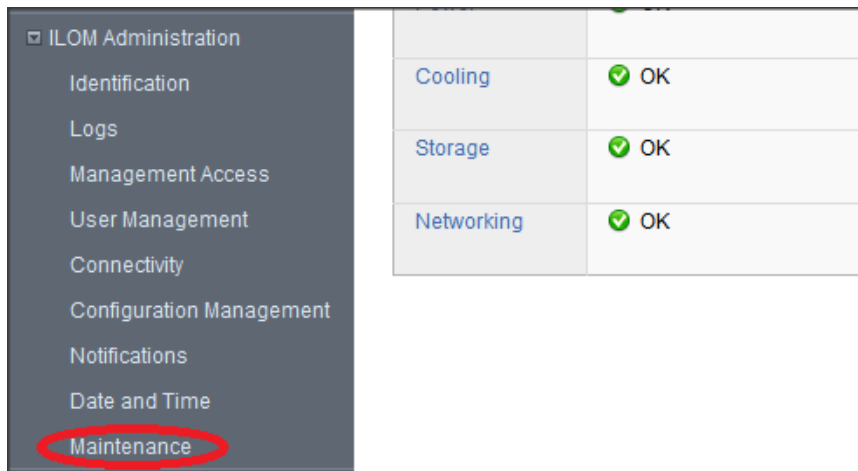 ILOM Administration
Identification
Logs
Management Access
User Management
Connectivity
Configuration Management
Notifications
Date and Time
Maintenance
Cooling OK
Storage OK
Networking OK